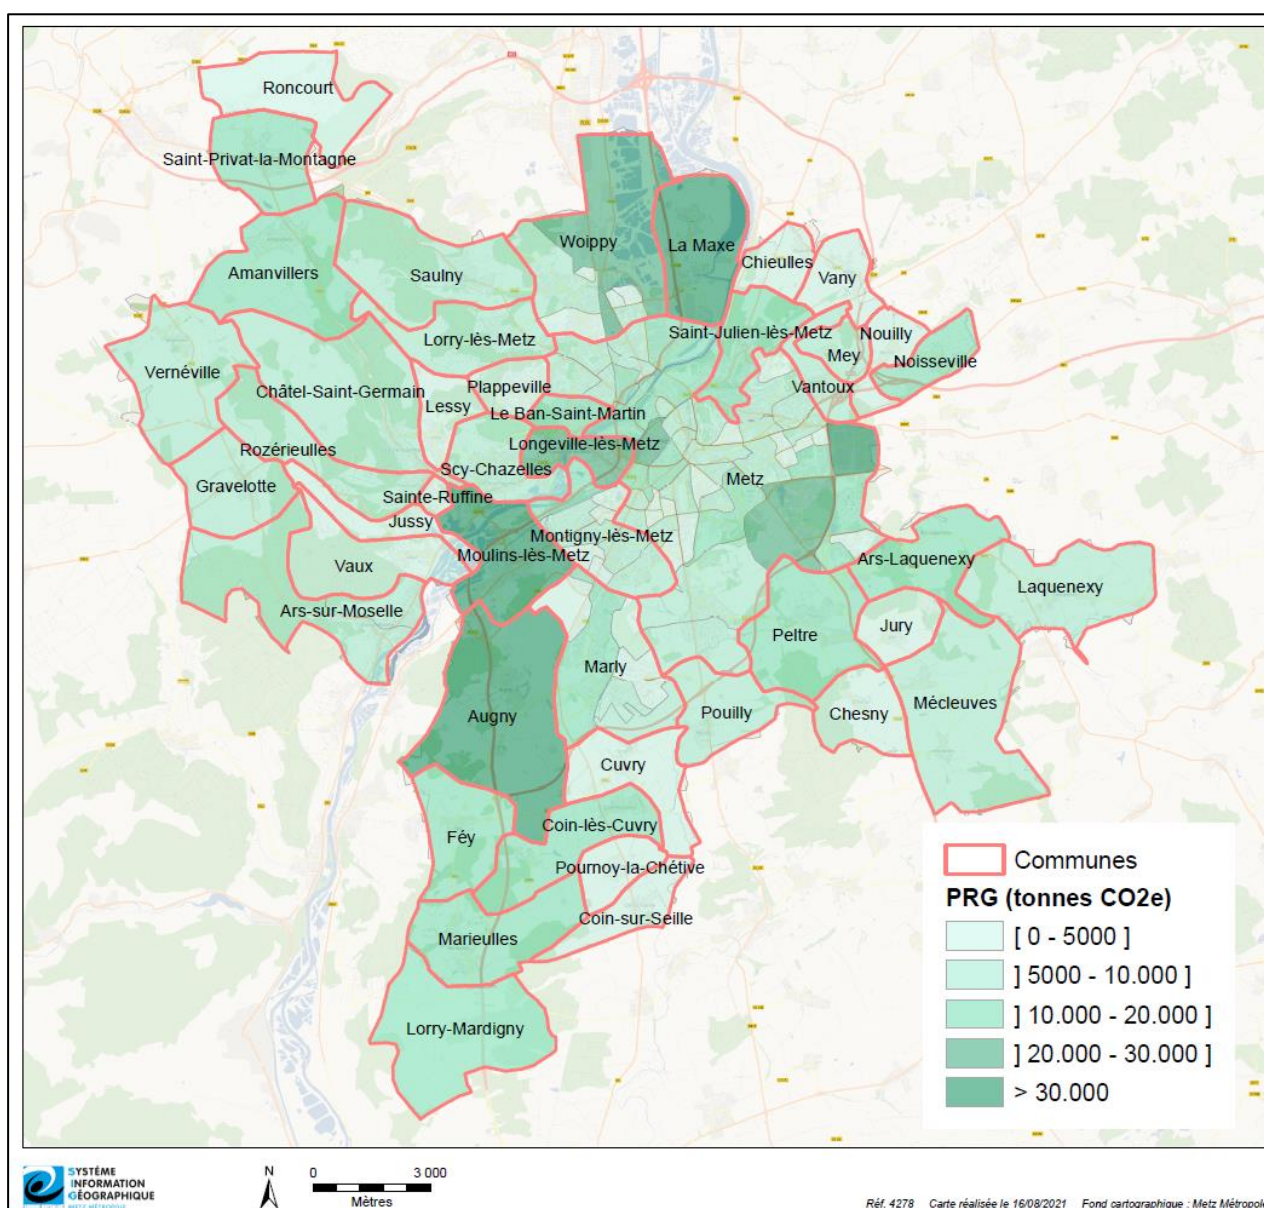 Roncourt
Saint-Privat-la-Montagne
Woippy
La Maxe
Amanvillers
Saulny
Chieulles
Vany
Lorry-lès-Metz
Saint-Julien-lès-Metz
Nouilly
Mey
Noisseville
Vernéville
Châtel-Saint-Germain
Plappeville
Lessy
Vantoux
Le Ban-Saint-Martin
Longeville-lès-Metz
Rozérieulles
Scy-Chazelles
Metz
Gravelotte
Sainte-Ruffine
Jussy
Montigny-lès-Metz
Moulins-lès-Metz
Vaux
Ars-Laquenexy
Laquenexy
Ars-sur-Moselle
Jury
Peltre
Marly
Augny
Pouilly
Chesny
Mécleuves
Cuvry
Coin-lès-Cuvry
Féy
Pournoy-la-Chétive
Coin-sur-Seille
Marieulles
Lorry-Mardigny
Communes
PRG (tonnes CO2e)
[ 0 - 5000 ]
] 5000 - 10.000 ]
] 10.000 - 20.000 ]
] 20.000 - 30.000 ]
> 30.000
SYSTÉME
INFORMATION
GÉOGRAPHIQUE
METZ MÉTROPOLE
N
0 3 000
Mètres
Réf. 4278 Carte réalisée le 16/08/2021 Fond cartographique : Metz Métropole